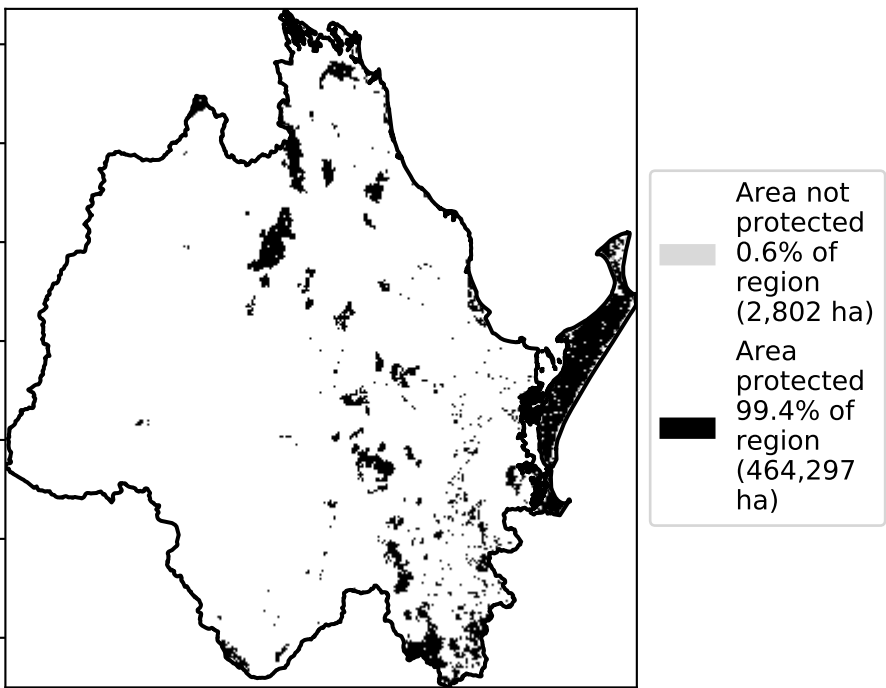 Area not
protected
0.6% of
region
(2,802 ha)
Area
protected
99.4% of
region
(464,297
ha)